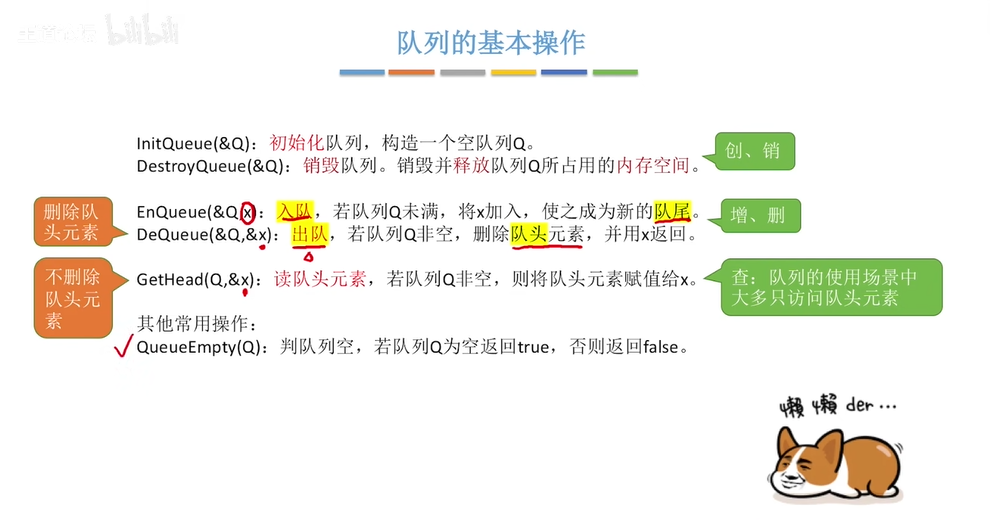 bilibili
队列的基本操作
InitQueue(&Q)：初始化队列，构造一个空队列Q。
DestroyQueue(&Q)：销毁队列。销毁并释放队列Q所占用的内存空间。
创、销
删除队
头元素
EnQueue(&Q,x)：入队，若队列Q未满，将x加入，使之成为新的队尾。
DeQueue(&Q,&x)：出队，若队列Q非空，删除队头元素，并用x返回。
增、删
不删除
队头元
素
GetHead(Q,&x)：读队头元素，若队列Q非空，则将队头元素赋值给x。
查：队列的使用场景中
大多只访问队头元素
其他常用操作：
QueueEmpty(Q)：判队列空，若队列Q为空返回true，否则返回false。
懒 懒 der …